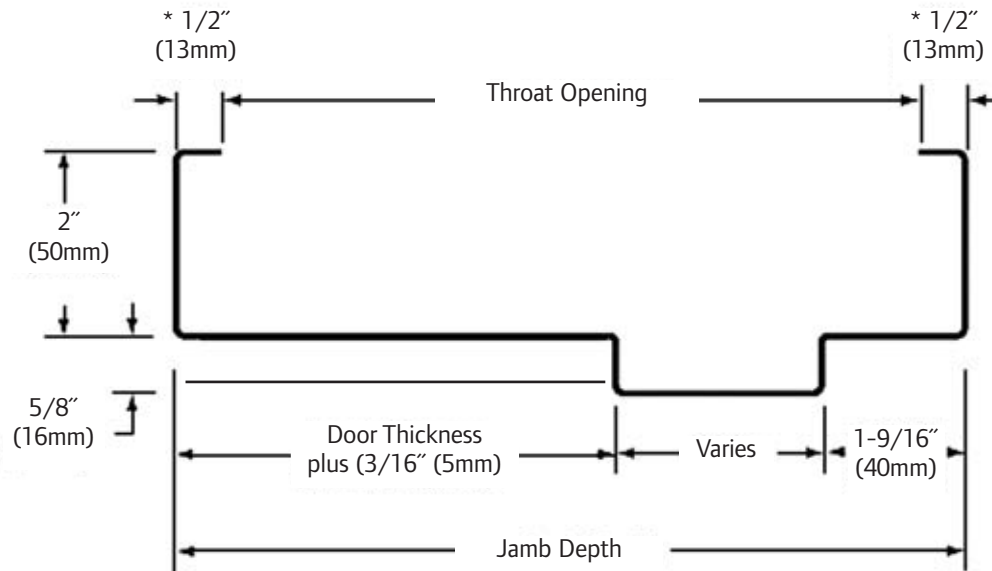 * 1/2″
(13mm)
* 1/2″
(13mm)
Throat Opening
2″
(50mm)
5/8″
(16mm)
Door Thickness
plus (3/16″ (5mm)
Varies
1-9/16″
(40mm)
Jamb Depth